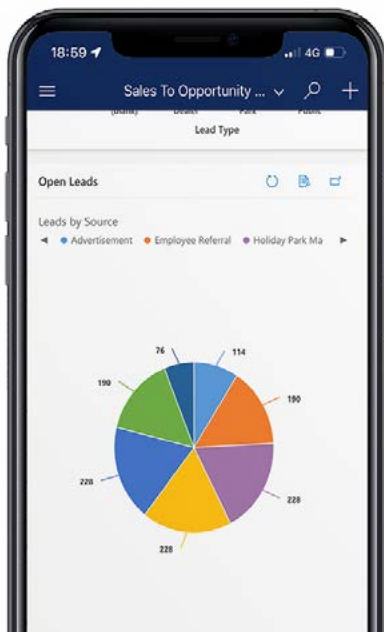 18:59 4G
Sales To Opportunity ...
(blank) Dealer Park Public
Lead Type
Open Leads
Leads by Source
Advertisement Employee Referral Holiday Park Ma
76 114
190 190
228 228
228